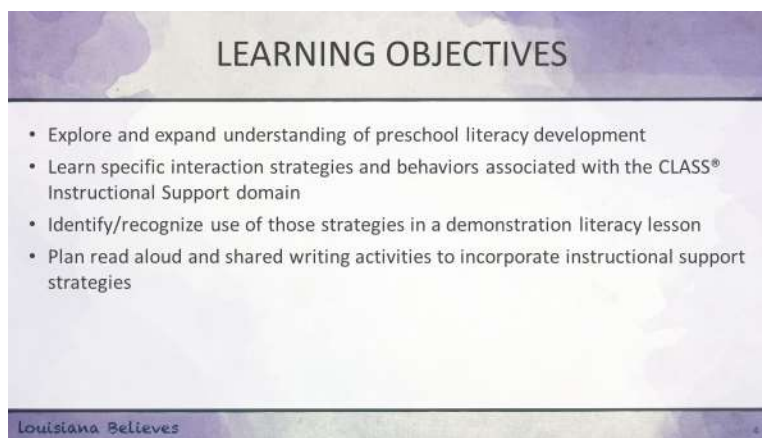 LEARNING OBJECTIVES
• Explore and expand understanding of preschool literacy development
• Learn specific interaction strategies and behaviors associated with the CLASS®
Instructional Support domain
• Identify/recognize use of those strategies in a demonstration literacy lesson
• Plan read aloud and shared writing activities to incorporate instructional support
strategies
Louisiana Believes